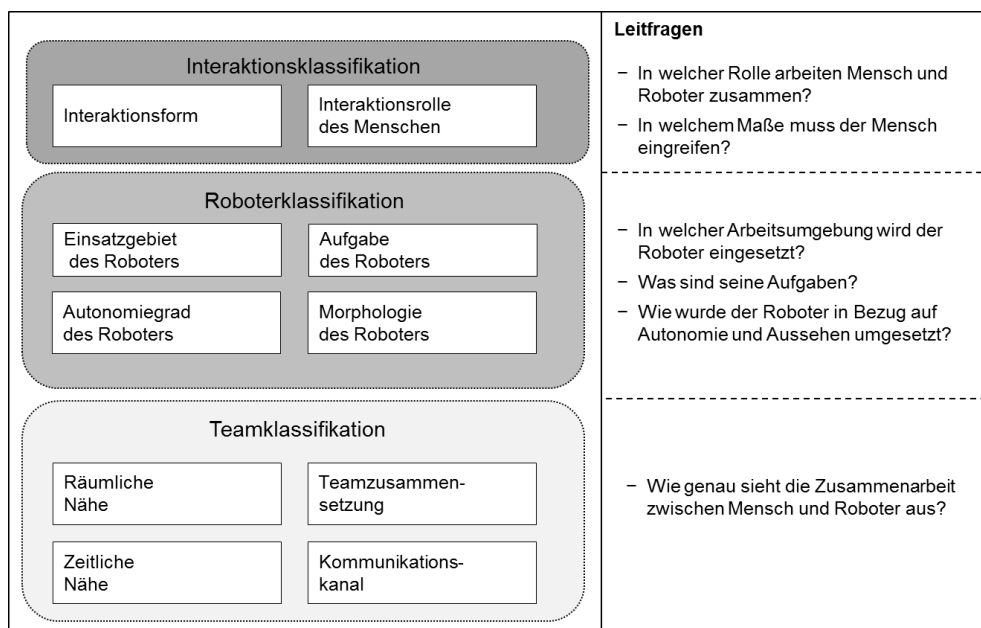 Interaktionsklassifikation
Interaktionsform
Interaktionsrolle
des Menschen
Roboterklassifikation
Einsatzgebiet
des Roboters
Aufgabe
des Roboters
Autonomiegrad
des Roboters
Morphologie
des Roboters
Teamklassifikation
Räumliche
Nähe
Teamzusammen-
setzung
Zeitliche
Nähe
Kommunikations-
kanal
Leitfragen
– In welcher Rolle arbeiten Mensch und
Roboter zusammen?
– In welchem Maße muss der Mensch
eingreifen?
– In welcher Arbeitsumgebung wird der
Roboter eingesetzt?
– Was sind seine Aufgaben?
– Wie wurde der Roboter in Bezug auf
Autonomie und Aussehen umgesetzt?
– Wie genau sieht die Zusammenarbeit
zwischen Mensch und Roboter aus?